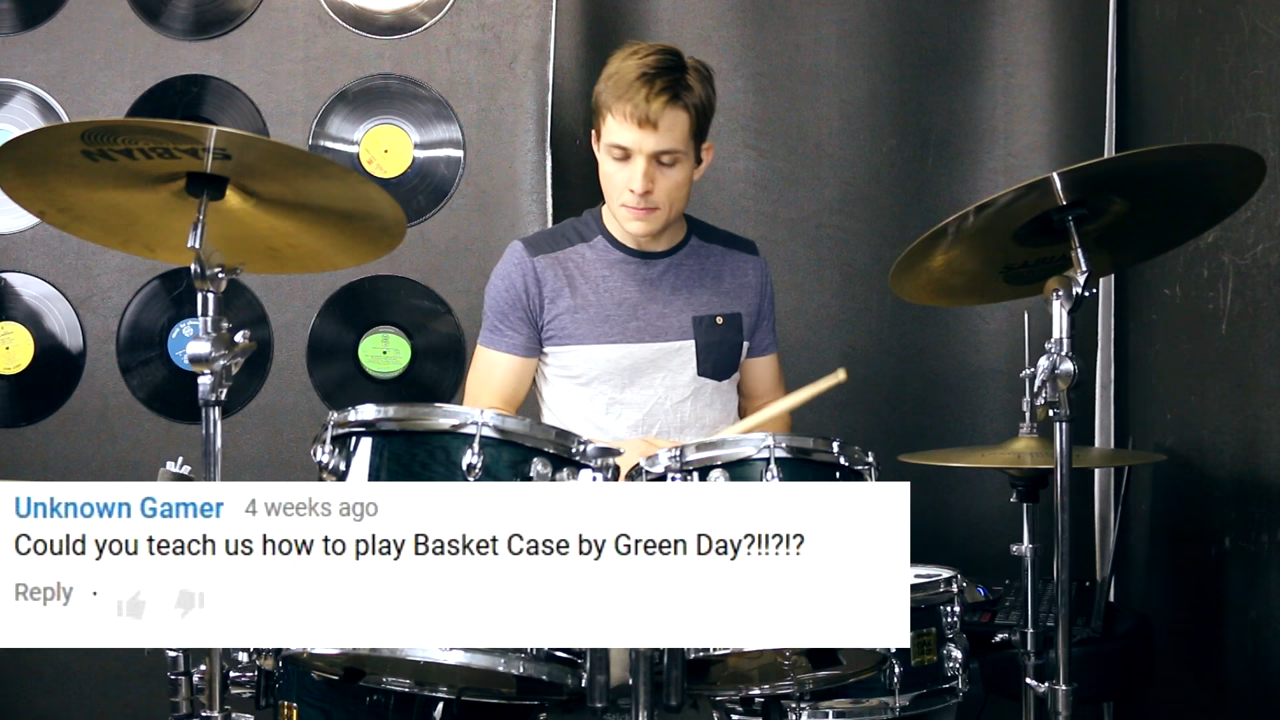 SABIAN
SABIAN
Unknown Gamer 4 weeks ago
Could you teach us how to play Basket Case by Green Day?!!?!?
Reply ·